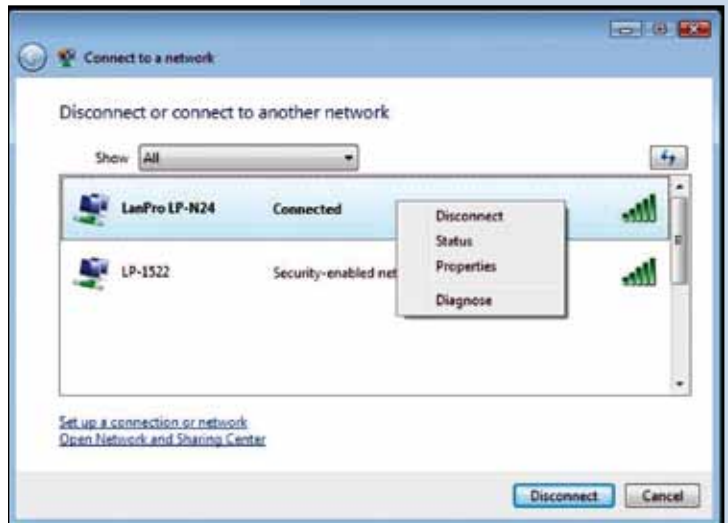 Connect to a network
Disconnect or connect to another network
Show All
LanPro LP-N24 Connected
Disconnect
Status
Properties
Diagnose
LP-1522 Security-enabled net
Set up a connection or network
Open Network and Sharing Center
Disconnect Cancel